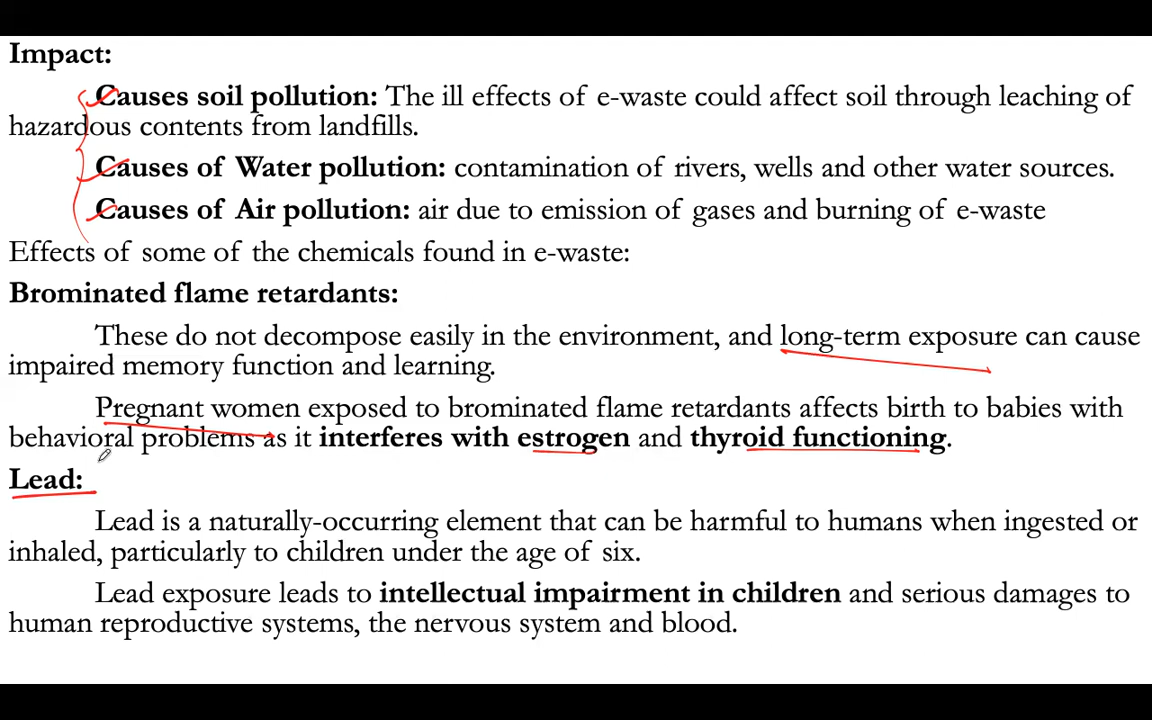 Impact:
Causes soil pollution: The ill effects of e-waste could affect soil through leaching of
hazardous contents from landfills.
Causes of Water pollution: contamination of rivers, wells and other water sources.
Causes of Air pollution: air due to emission of gases and burning of e-waste
Effects of some of the chemicals found in e-waste:
Brominated flame retardants:
These do not decompose easily in the environment, and long-term exposure can cause
impaired memory function and learning.
Pregnant women exposed to brominated flame retardants affects birth to babies with
behavioral problems as it interferes with estrogen and thyroid functioning.
Lead:
Lead is a naturally-occurring element that can be harmful to humans when ingested or
inhaled, particularly to children under the age of six.
Lead exposure leads to intellectual impairment in children and serious damages to
human reproductive systems, the nervous system and blood.